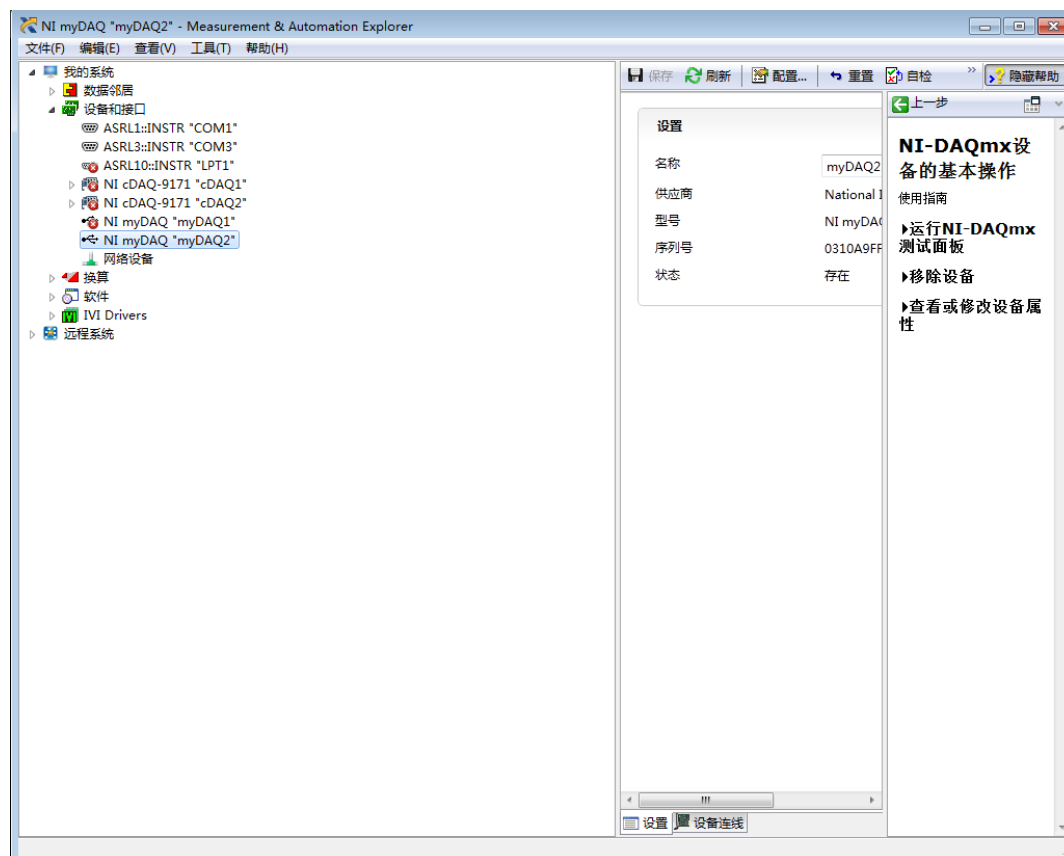 NI myDAQ "myDAQ2" - Measurement & Automation Explorer
文件(F) 编辑(E) 查看(V) 工具(T) 帮助(H)
我的系统
数据邻居
设备和接口
ASRL1::INSTR "COM1"
ASRL3::INSTR "COM3"
ASRL10::INSTR "LPT1"
NI cDAQ-9171 "cDAQ1"
NI cDAQ-9171 "cDAQ2"
NI myDAQ "myDAQ1"
NI myDAQ "myDAQ2"
网络设备
换算
软件
IVI Drivers
远程系统
保存 刷新 配置... 重置 自检 » 隐藏帮助
设置
名称 myDAQ2
供应商 National I
型号 NI myDAQ
序列号 0310A9FF
状态 存在
设置 设备连线
上一步
NI-DAQmx设
备的基本操作
使用指南
运行NI-DAQmx
测试面板
移除设备
查看或修改设备属
性